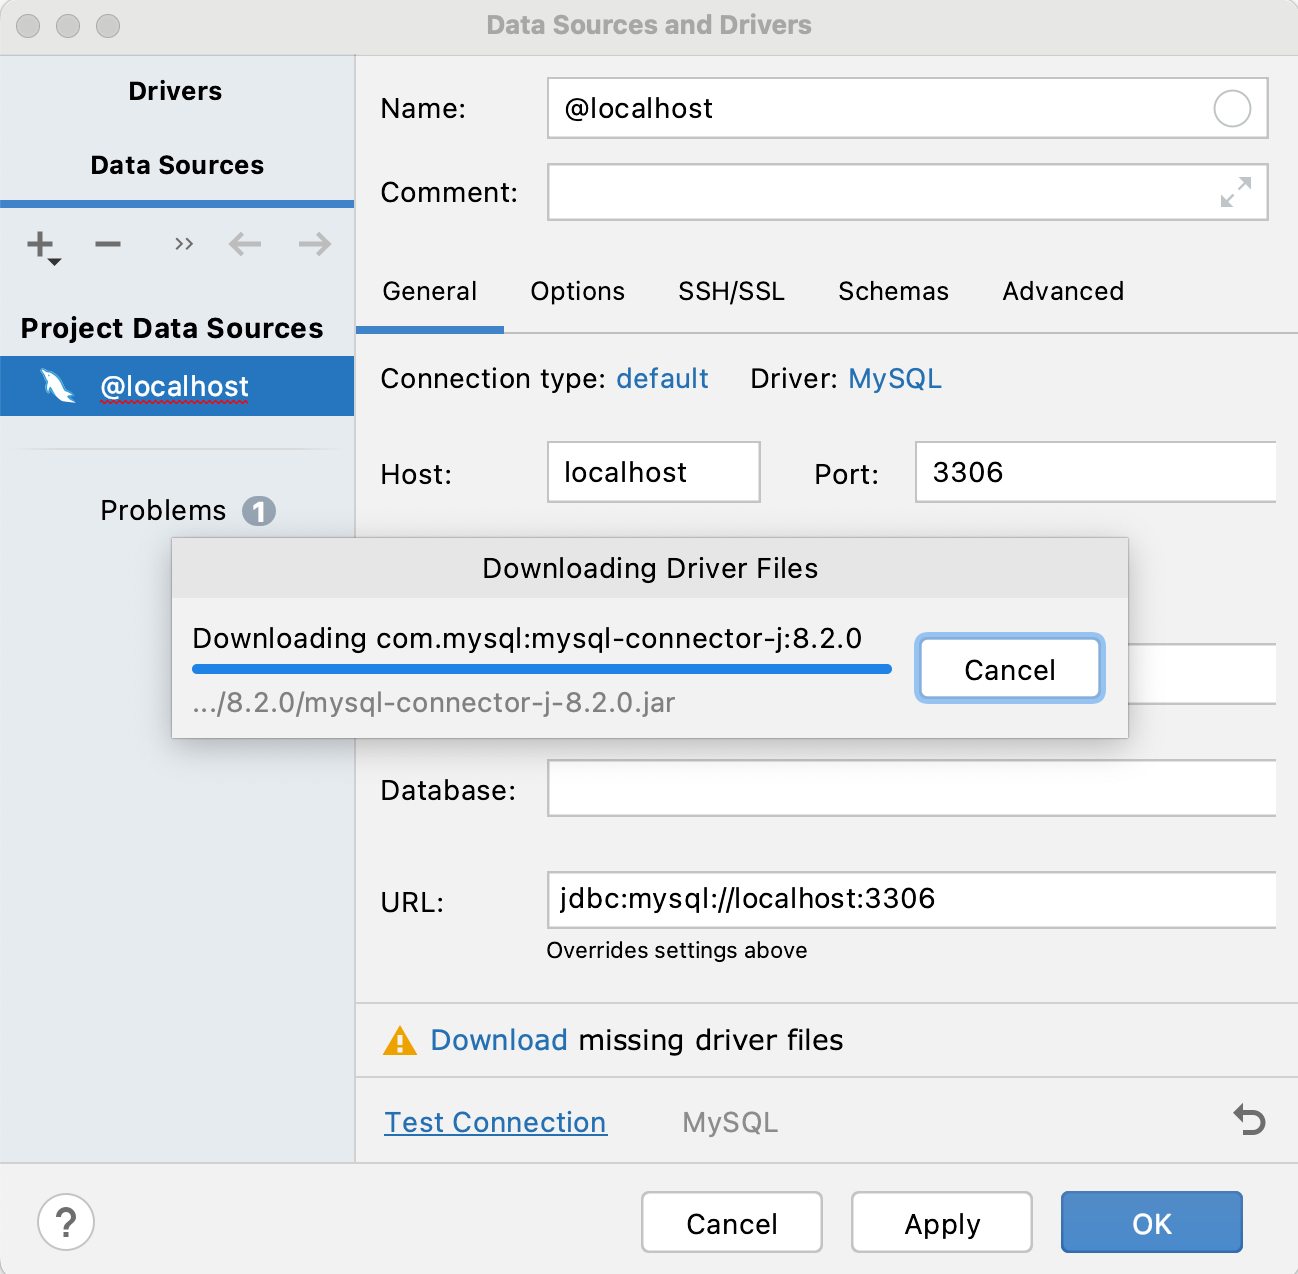 Data Sources and Drivers
Drivers
Data Sources
Project Data Sources
@localhost
Problems 1
Name: @localhost
Comment:
General Options SSH/SSL Schemas Advanced
Connection type: default Driver: MySQL
Host: localhost Port: 3306
Downloading Driver Files
Downloading com.mysql:mysql-connector-j:8.2.0
.../8.2.0/mysql-connector-j-8.2.0.jar
Cancel
Database:
URL: jdbc:mysql://localhost:3306
Overrides settings above
Download missing driver files
Test Connection MySQL
? Cancel Apply OK